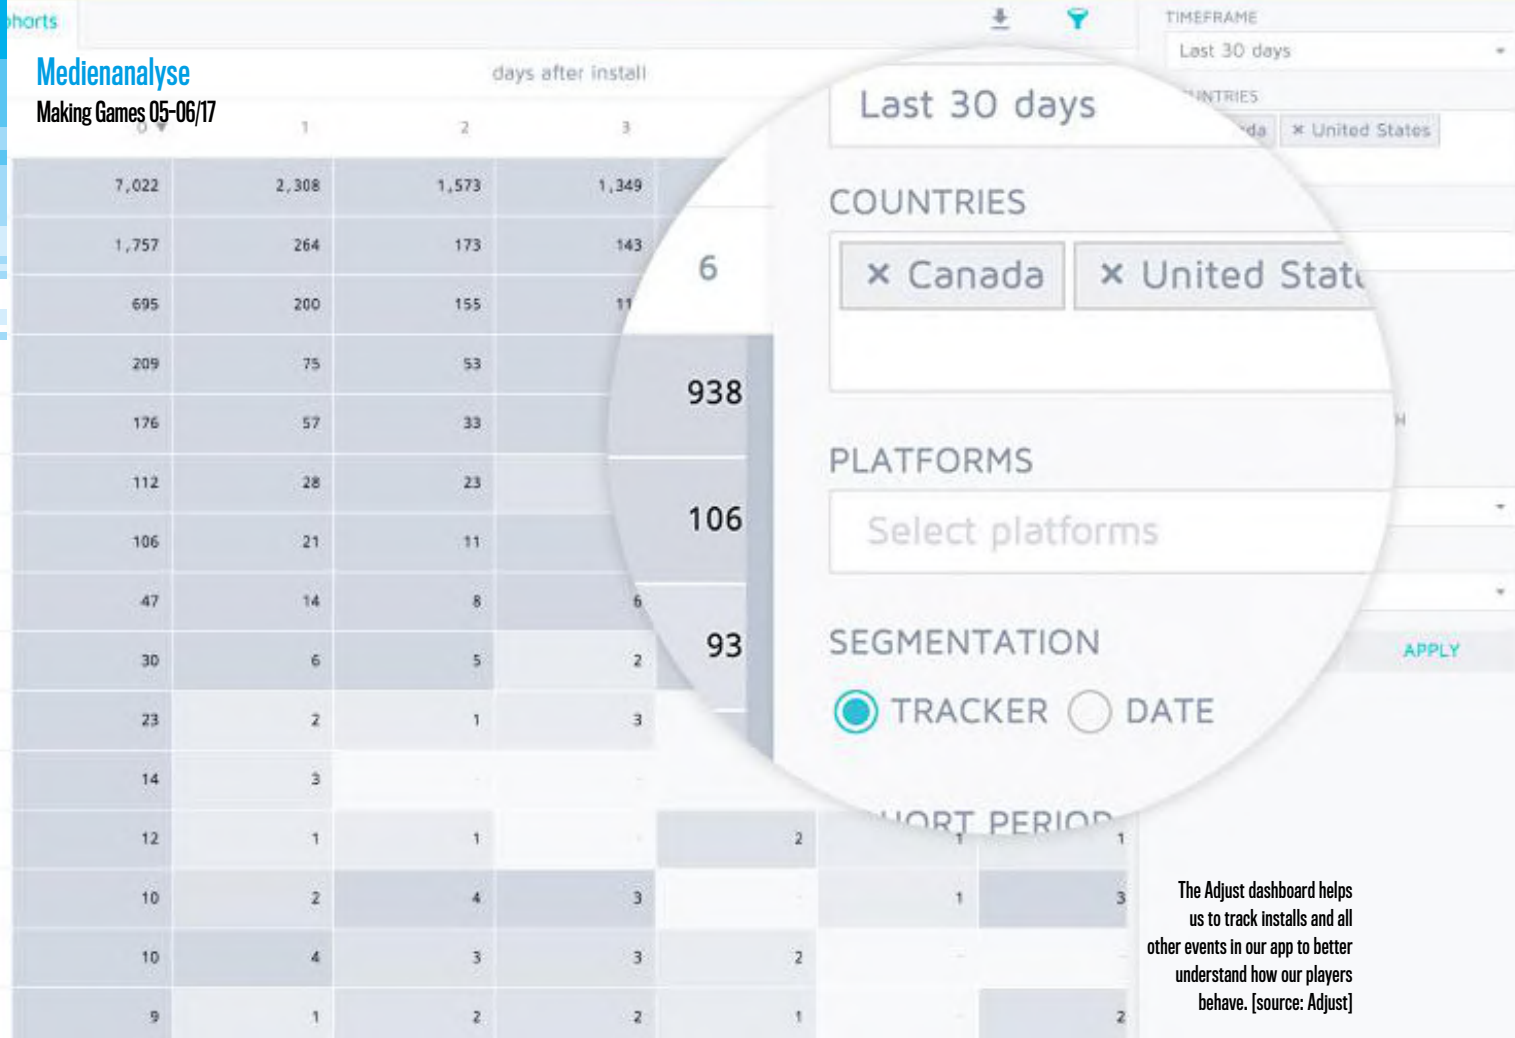 TIMEFRAME
Last 30 days
Medienanalyse
days after install
Making Games 05-06/17
0 1 2 3
× United States
Last 30 days
7,022 2,308 1,573 1,349
COUNTRIES
1,757 264 173 143
6
× Canada × United
695 200 155
209 75 53
938
176 57 33
PLATFORMS
112 28 23
106
Select platforms
106 21 11
47 14 8 6
93
SEGMENTATION
30 6 5 2
APPLY
TRACKER DATE
23 2 1 3
14 3 - -
PERIOD
12 1 1 - 2 1 1
10 2 4 3 - 1 3
10 4 3 3 2 - -
9 1 2 2 1 - 2
The Adjust dashboard helps
us to track installs and all
other events in our app to better
understand how our players
behave. [source: Adjust]